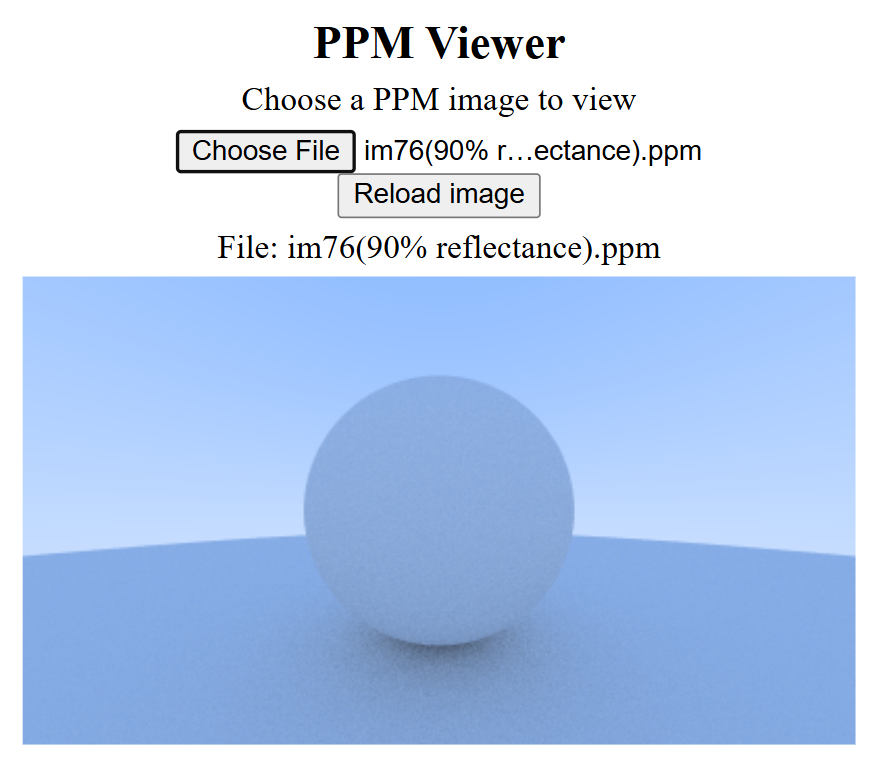 PPM Viewer
Choose a PPM image to view
Choose File im76(90% r…ectance).ppm
Reload image
File: im76(90% reflectance).ppm